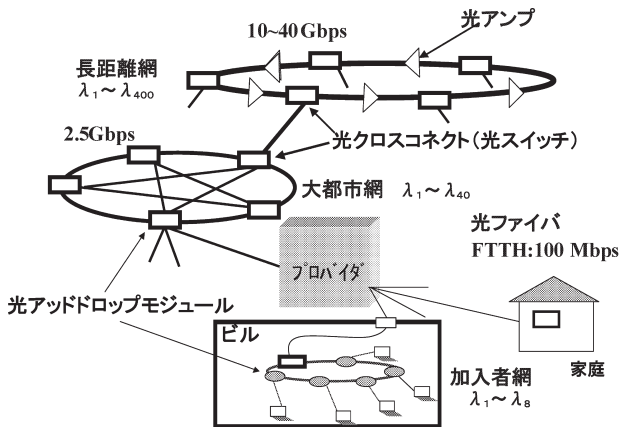 光アンプ
10~40 Gbps
長距離網
λ₁～λ₄₀₀
2.5Gbps
光クロスコネクト（光スイッチ）
大都市網 λ₁～λ₄₀
光ファイバ
FTTH:100 Mbps
プロバイダ
光アッドドロップモジュール
ビル
家庭
加入者網
λ₁～λ₈